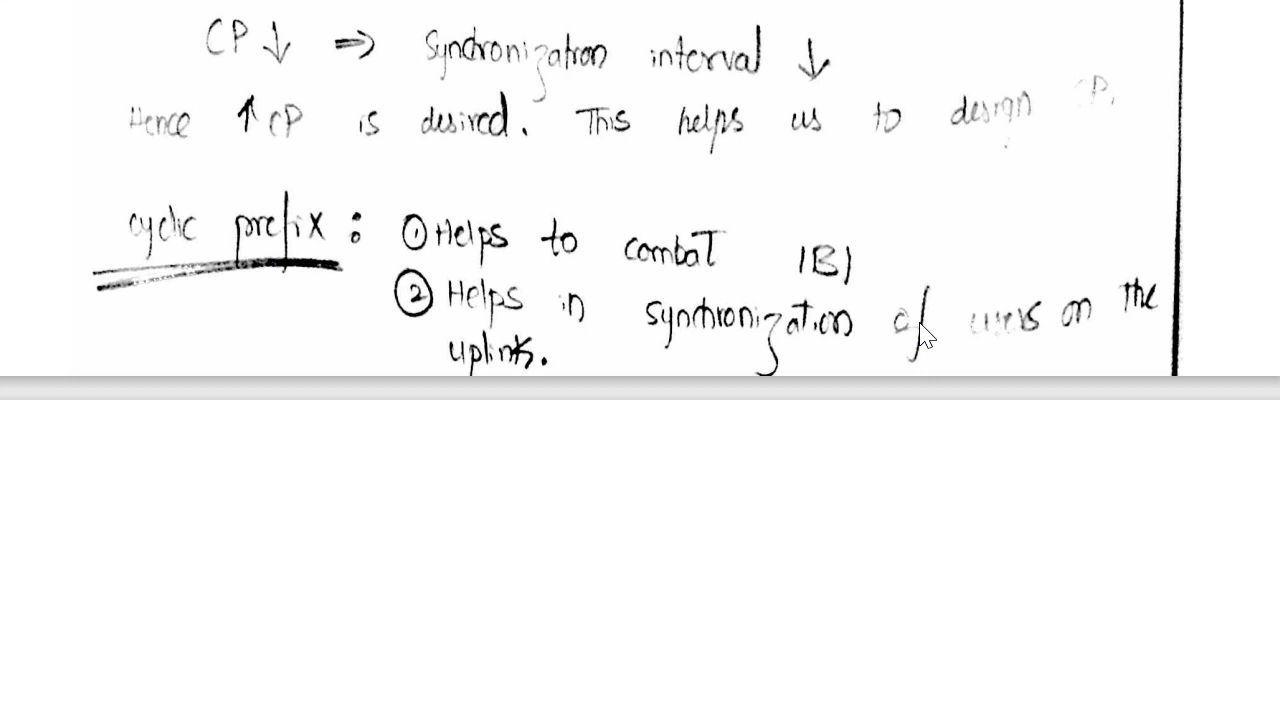 CP ↓ ⇒ Synchronization interval ↓
Hence ↑ CP is desired. This helps us to design CP.
cyclic prefix : ① Helps to combat IBI
② Helps in synchronization of users on the
uplink.